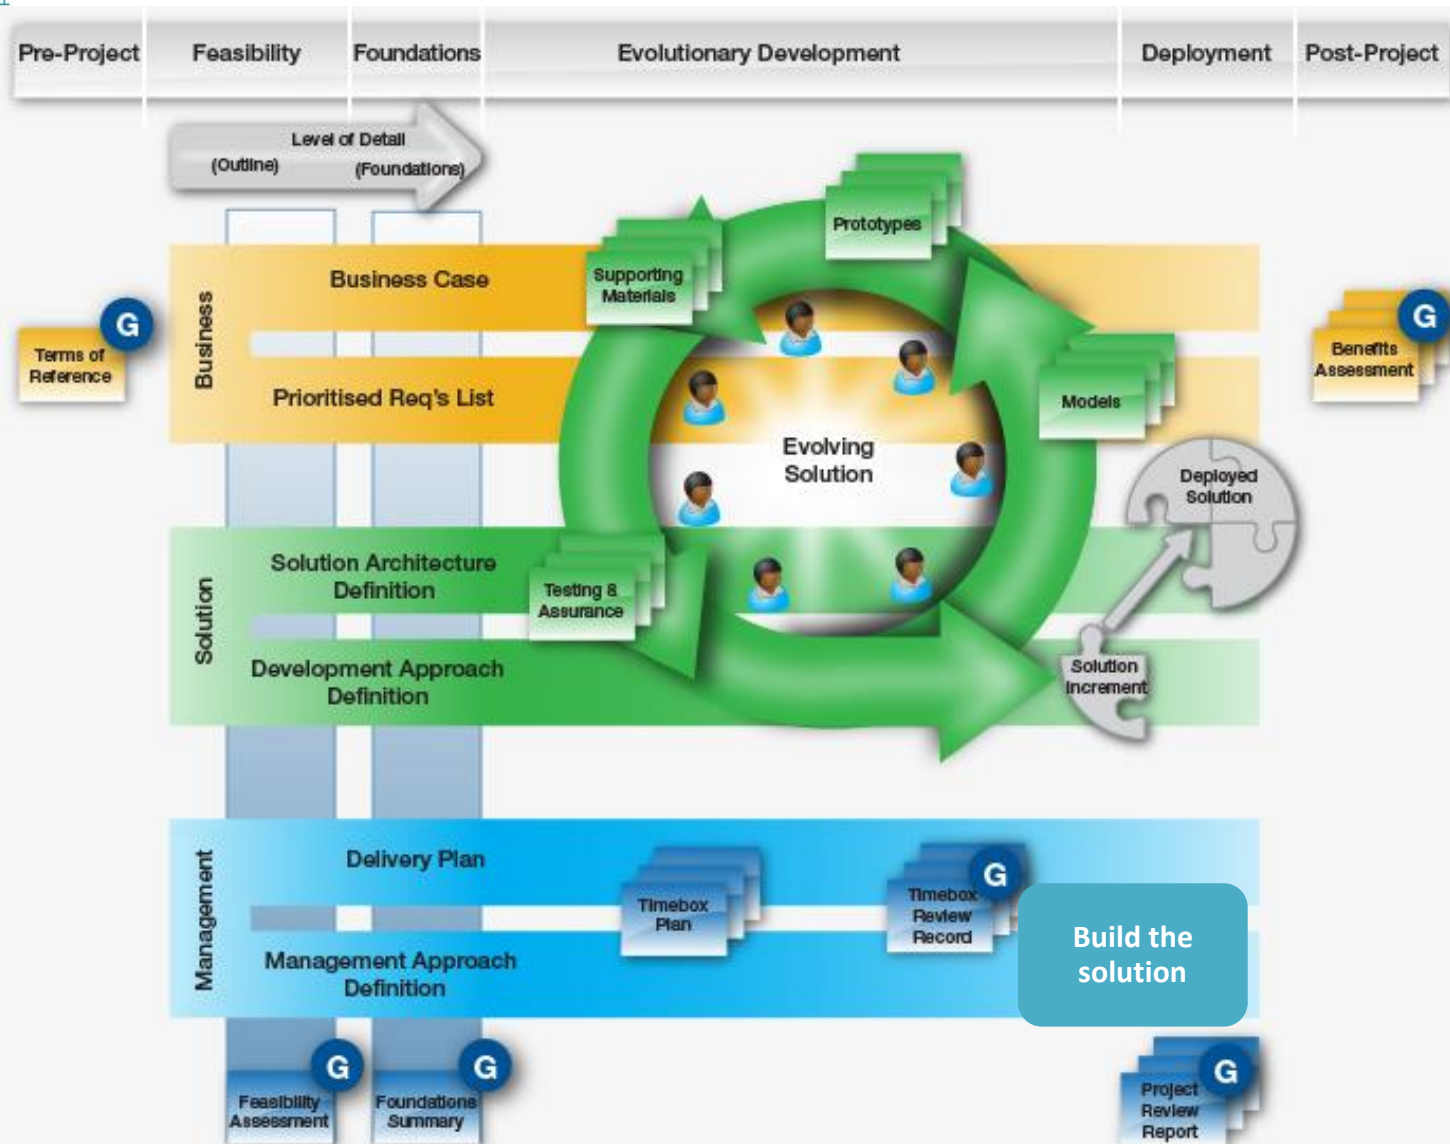 Pre-Project
Feasibility
Foundations
Evolutionary Development
Deployment
Post-Project
Level of Detail
(Outline)
(Foundations)
Business
Business Case
Prioritised Req's List
Terms of
Reference
G
Supporting
Materials
Prototypes
Models
Evolving
Solution
Testing &
Assurance
Benefits
Assessment
G
Deployed
Solution
Solution
Increment
Solution
Solution Architecture
Definition
Development Approach
Definition
Management
Delivery Plan
Management Approach
Definition
Timebox
Plan
Timebox
Review
Record
G
Build the
solution
Feasibility
Assessment
G
Foundations
Summary
G
Project
Review
Report
G